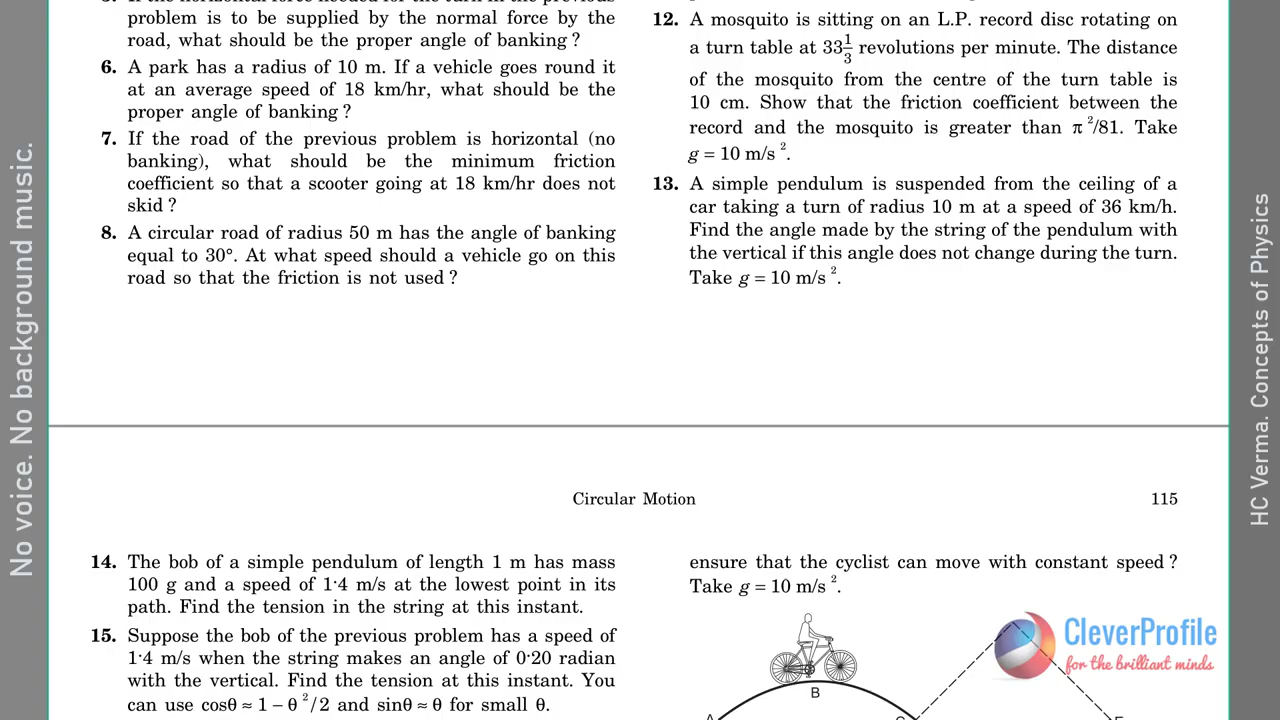 No voice. No background music.
problem is to be supplied by the normal force by the
road, what should be the proper angle of banking ?
6. A park has a radius of 10 m. If a vehicle goes round it
at an average speed of 18 km/hr, what should be the
proper angle of banking ?
7. If the road of the previous problem is horizontal (no
banking), what should be the minimum friction
coefficient so that a scooter going at 18 km/hr does not
skid ?
8. A circular road of radius 50 m has the angle of banking
equal to 30°. At what speed should a vehicle go on this
road so that the friction is not used ?
12. A mosquito is sitting on an L.P. record disc rotating on
a turn table at 33 1/3 revolutions per minute. The distance
of the mosquito from the centre of the turn table is
10 cm. Show that the friction coefficient between the
record and the mosquito is greater than π²/81. Take
g = 10 m/s².
13. A simple pendulum is suspended from the ceiling of a
car taking a turn of radius 10 m at a speed of 36 km/h.
Find the angle made by the string of the pendulum with
the vertical if this angle does not change during the turn.
Take g = 10 m/s².
HC Verma. Concepts of Physics
Circular Motion 115
14. The bob of a simple pendulum of length 1 m has mass
100 g and a speed of 1·4 m/s at the lowest point in its
path. Find the tension in the string at this instant.
15. Suppose the bob of the previous problem has a speed of
1·4 m/s when the string makes an angle of 0·20 radian
with the vertical. Find the tension at this instant. You
can use cosθ ≈ 1 − θ²/2 and sinθ ≈ θ for small θ.
ensure that the cyclist can move with constant speed ?
Take g = 10 m/s².
B
CleverProfile
for the brilliant minds